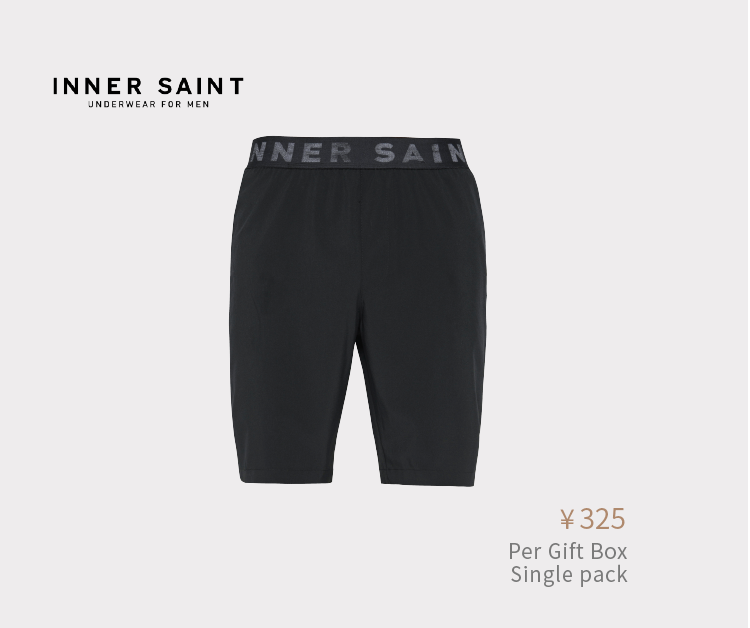 INNER SAINT
UNDERWEAR FOR MEN
NNER SAIN
¥325
Per Gift Box
Single pack